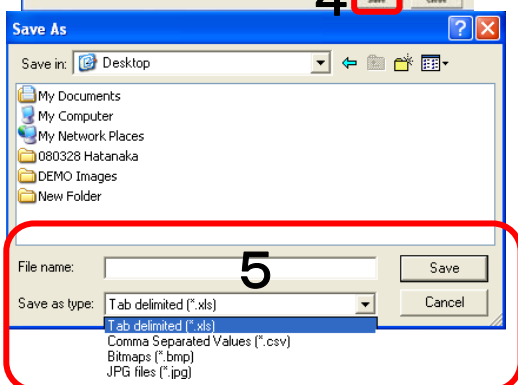 4
Save Close
Save As
Save in: Desktop
My Documents
My Computer
My Network Places
080328 Hatanaka
DEMO Images
New Folder
File name:
5
Save
Save as type: Tab delimited (*.xls)
Cancel
Tab delimited (*.xls)
Comma Separated Values (*.csv)
Bitmaps (*.bmp)
JPG files (*.jpg)